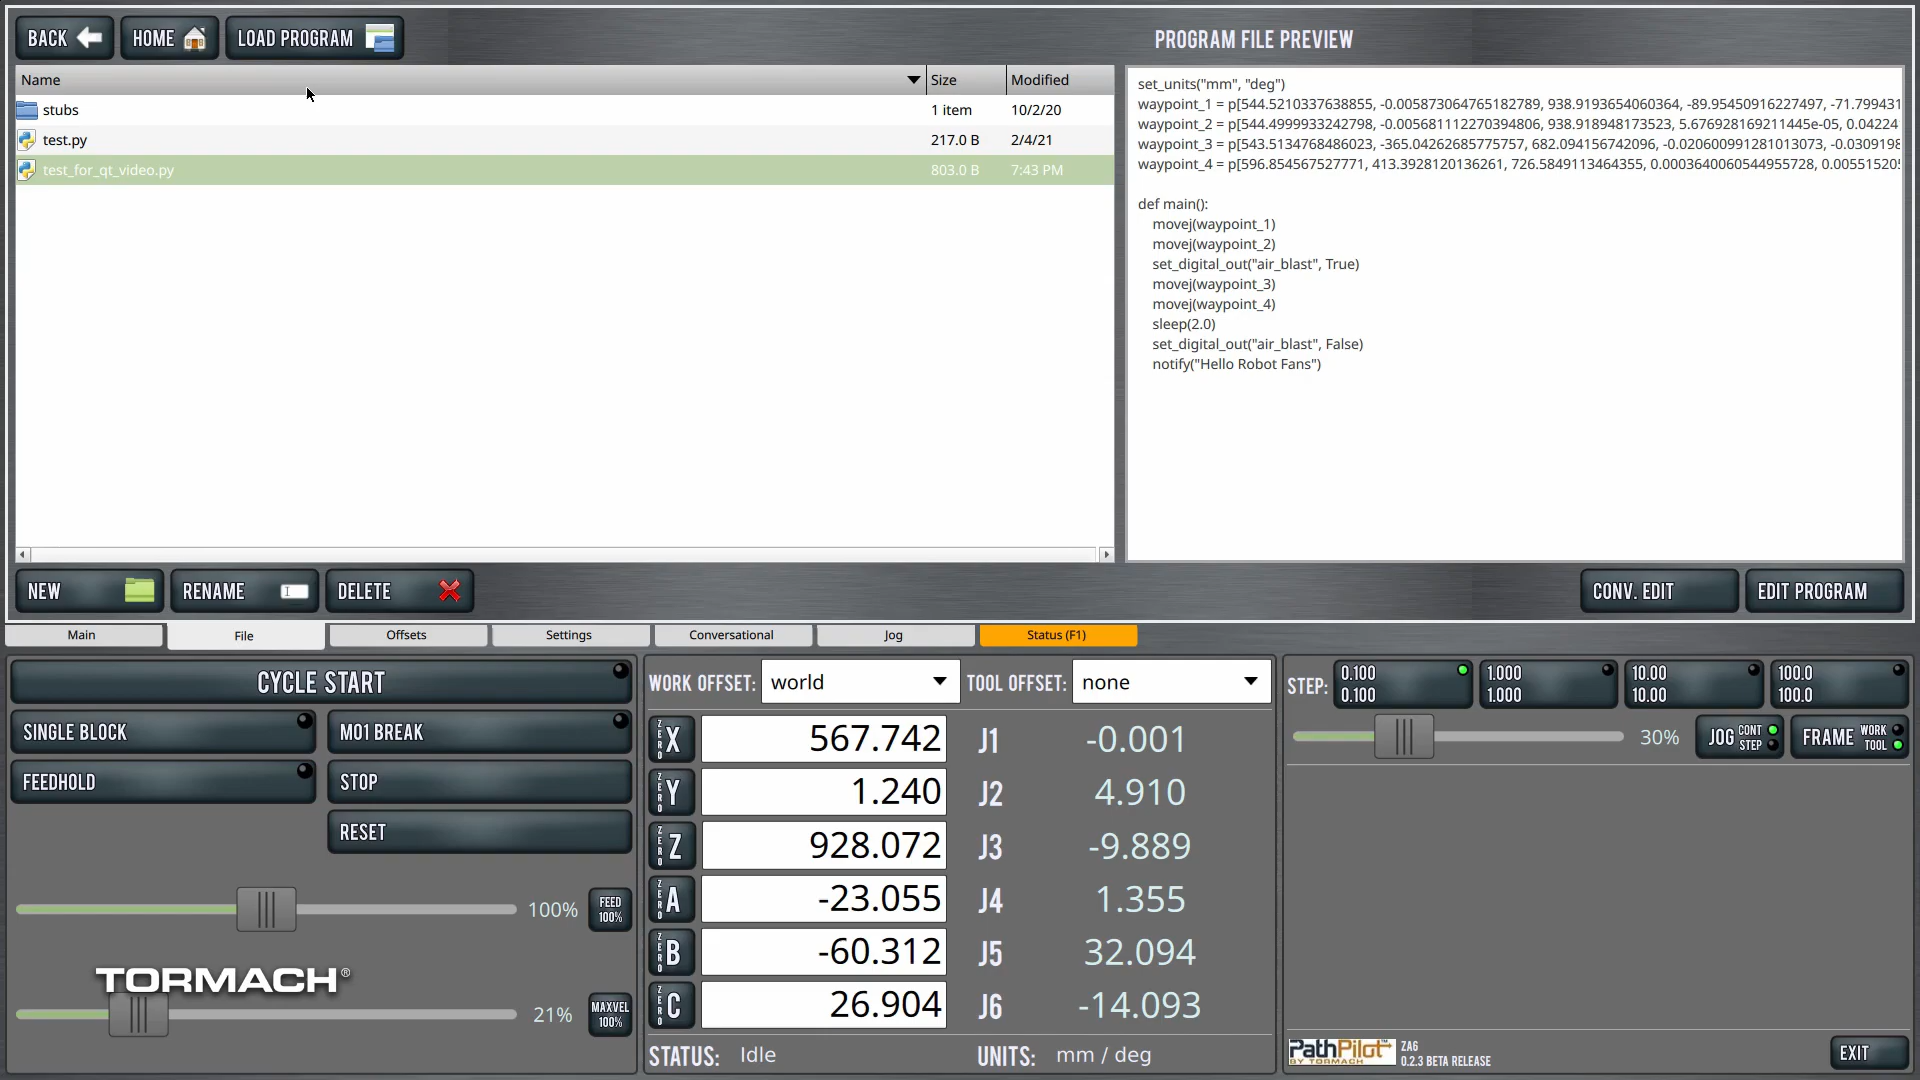 BACK HOME LOAD PROGRAM
PROGRAM FILE PREVIEW
Name Size Modified
stubs 1 item 10/2/20
test.py 217.0 B 2/4/21
test_for_qt_video.py 803.0 B 7:43 PM
set_units("mm", "deg")
waypoint_1 = p[544.5210337638855, -0.005873064765182789, 938.9193654060364, -89.95450916227497, -71.799431
waypoint_2 = p[544.4999933242798, -0.005681112270394806, 938.918948173523, 5.676928169211445e-05, 0.04224
waypoint_3 = p[543.5134768486023, -365.04262685775757, 682.094156742096, -0.020600991281013073, -0.0309198
waypoint_4 = p[596.854567527771, 413.3928120136261, 726.5849113464355, 0.0003640060544955728, 0.005515205
def main():
movej(waypoint_1)
movej(waypoint_2)
set_digital_out("air_blast", True)
movej(waypoint_3)
movej(waypoint_4)
sleep(2.0)
set_digital_out("air_blast", False)
notify("Hello Robot Fans")
NEW RENAME DELETE
CONV. EDIT EDIT PROGRAM
Main File Offsets Settings Conversational Jog Status (F1)
CYCLE START
SINGLE BLOCK M01 BREAK
FEEDHOLD STOP
RESET
100% FEED 100%
TORMACH®
21% MAXVEL 100%
WORK OFFSET: world TOOL OFFSET: none
ZERO X 567.742 J1 -0.001
ZERO Y 1.240 J2 4.910
ZERO Z 928.072 J3 -9.889
ZERO A -23.055 J4 1.355
ZERO B -60.312 J5 32.094
ZERO C 26.904 J6 -14.093
STATUS: Idle UNITS: mm / deg
STEP: 0.100 1.000 10.00 100.0
0.100 1.000 10.00 100.0
30% JOG CONT STEP FRAME WORK TOOL
PathPilot BY TORMACH
ZA6
0.2.3 BETA RELEASE
EXIT